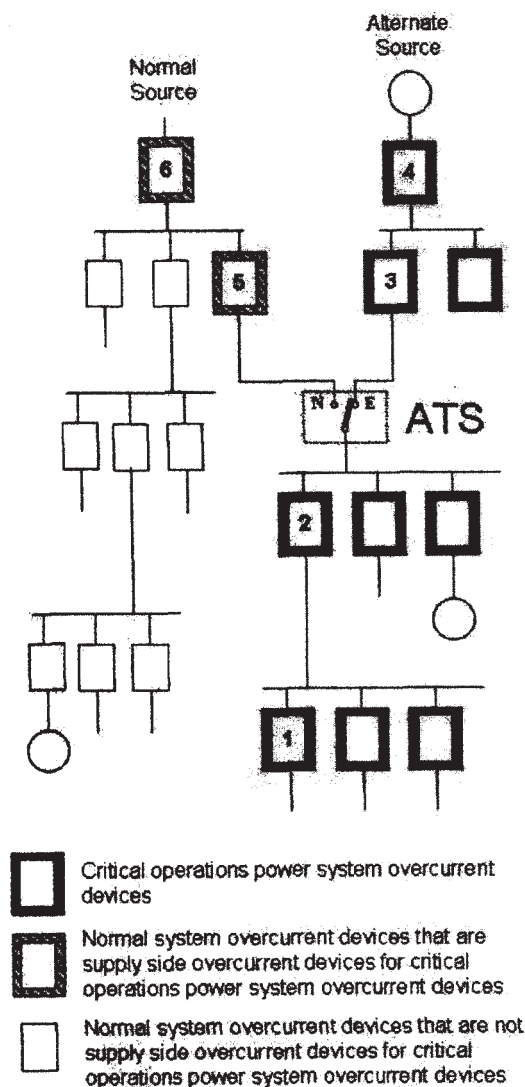 Alternate
Source
Normal
Source
6
4
5
3
N
E
ATS
2
1
Critical operations power system overcurrent
devices
Normal system overcurrent devices that are
supply side overcurrent devices for critical
operations power system overcurrent devices
Normal system overcurrent devices that are not
supply side overcurrent devices for critical
operations power system overcurrent devices